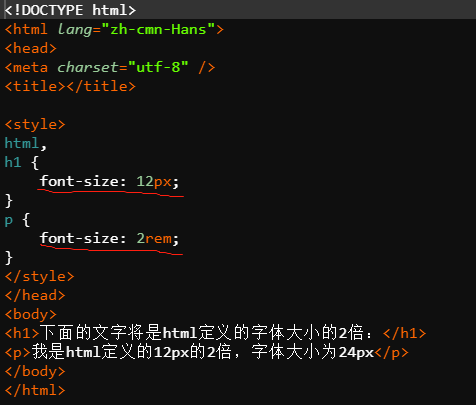 <!DOCTYPE html>
<html lang="zh-cmn-Hans">
<head>
<meta charset="utf-8" />
<title></title>
<style>
html,
h1 {
font-size: 12px;
}
p {
font-size: 2rem;
}
</style>
</head>
<body>
<h1>下面的文字将是html定义的字体大小的2倍：</h1>
<p>我是html定义的12px的2倍，字体大小为24px</p>
</body>
</html>